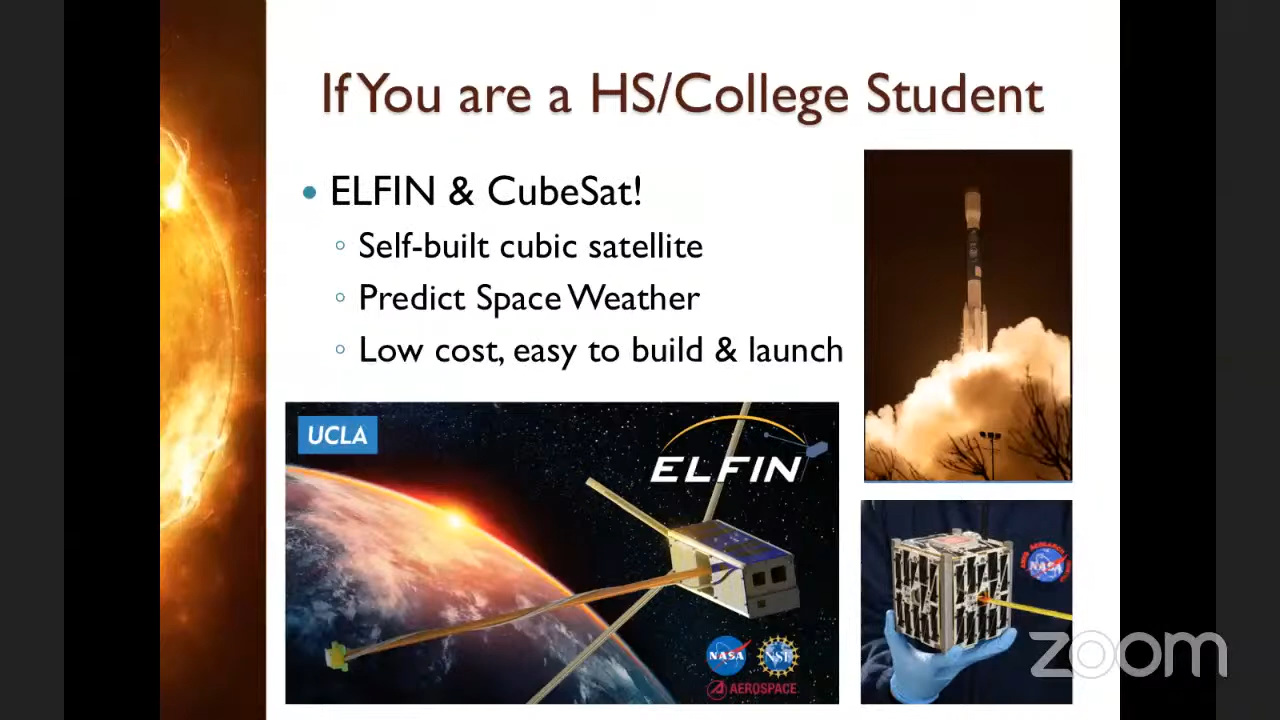 If You are a HS/College Student
ELFIN & CubeSat!
Self-built cubic satellite
Predict Space Weather
Low cost, easy to build & launch
UCLA
ELFIN
NASA
NSF
AEROSPACE
NASA
zoom